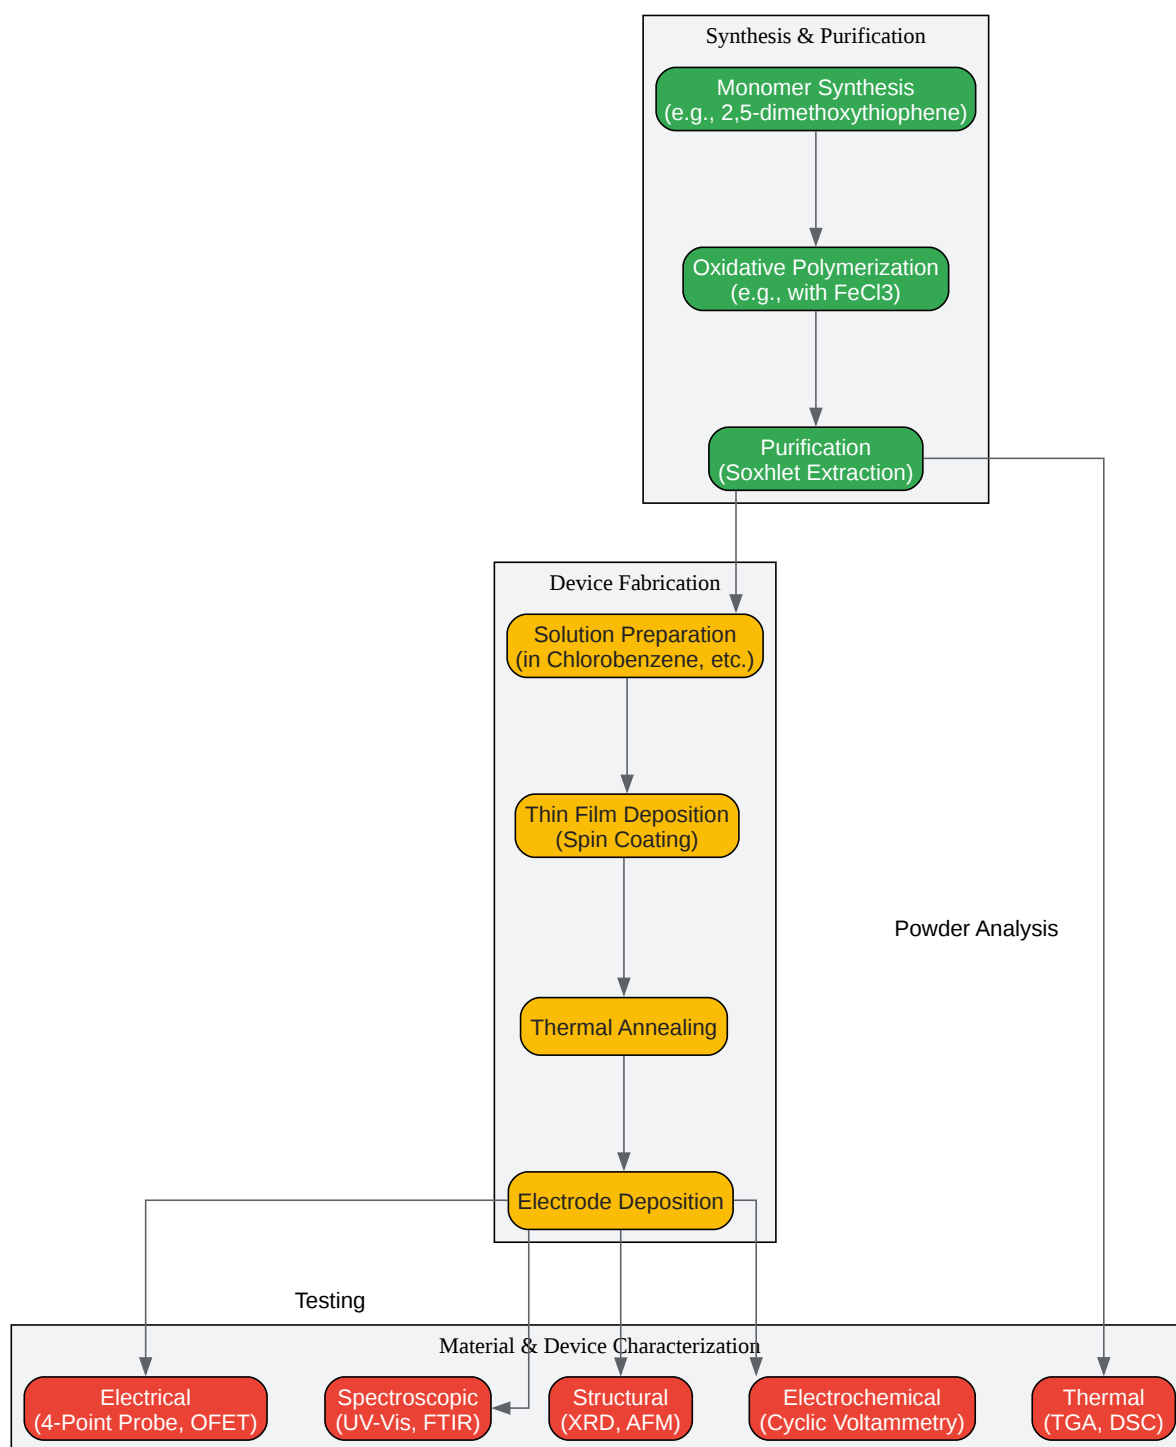 Synthesis & Purification
Monomer Synthesis
(e.g., 2,5-dimethoxythiophene)
Oxidative Polymerization
(e.g., with FeCl3)
Purification
(Soxhlet Extraction)
Device Fabrication
Solution Preparation
(in Chlorobenzene, etc.)
Thin Film Deposition
(Spin Coating)
Powder Analysis
Thermal Annealing
Electrode Deposition
Testing
Material & Device Characterization
Electrical
(4-Point Probe, OFET)
Spectroscopic
(UV-Vis, FTIR)
Structural
(XRD, AFM)
Electrochemical
(Cyclic Voltammetry)
Thermal
(TGA, DSC)